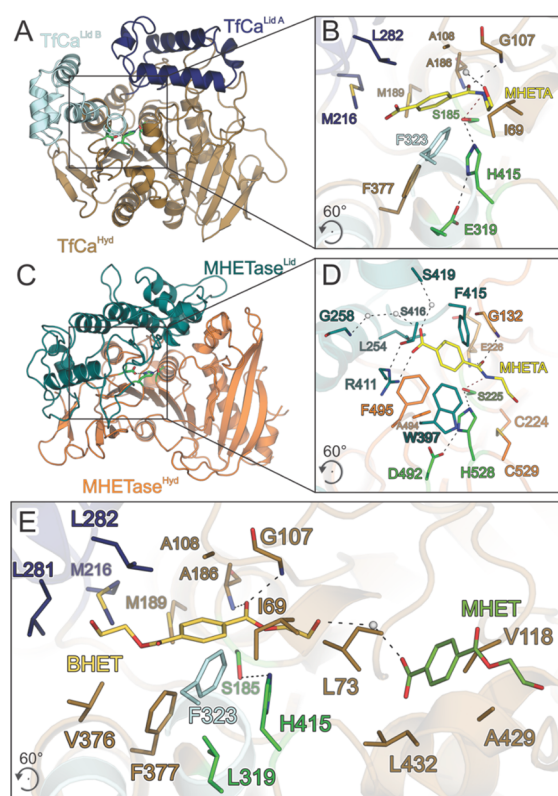 A
TfCa Lid B
TfCa Lid A
TfCa Hyd
B
L282
A108
G107
A186
M189
MHETA
M216
S185
I69
F323
H415
F377
E319
60°
C
MHETase Lid
MHETase Hyd
D
S419
G258
S416
F415
G132
L254
E226
MHETA
R411
S225
F495
A494
C224
W397
D492
H528
C529
60°
E
L282
A108
G107
L281
M216
A186
M189
I69
MHET
V118
BHET
S185
L73
F323
H415
V376
A429
F377
L319
L432
60°